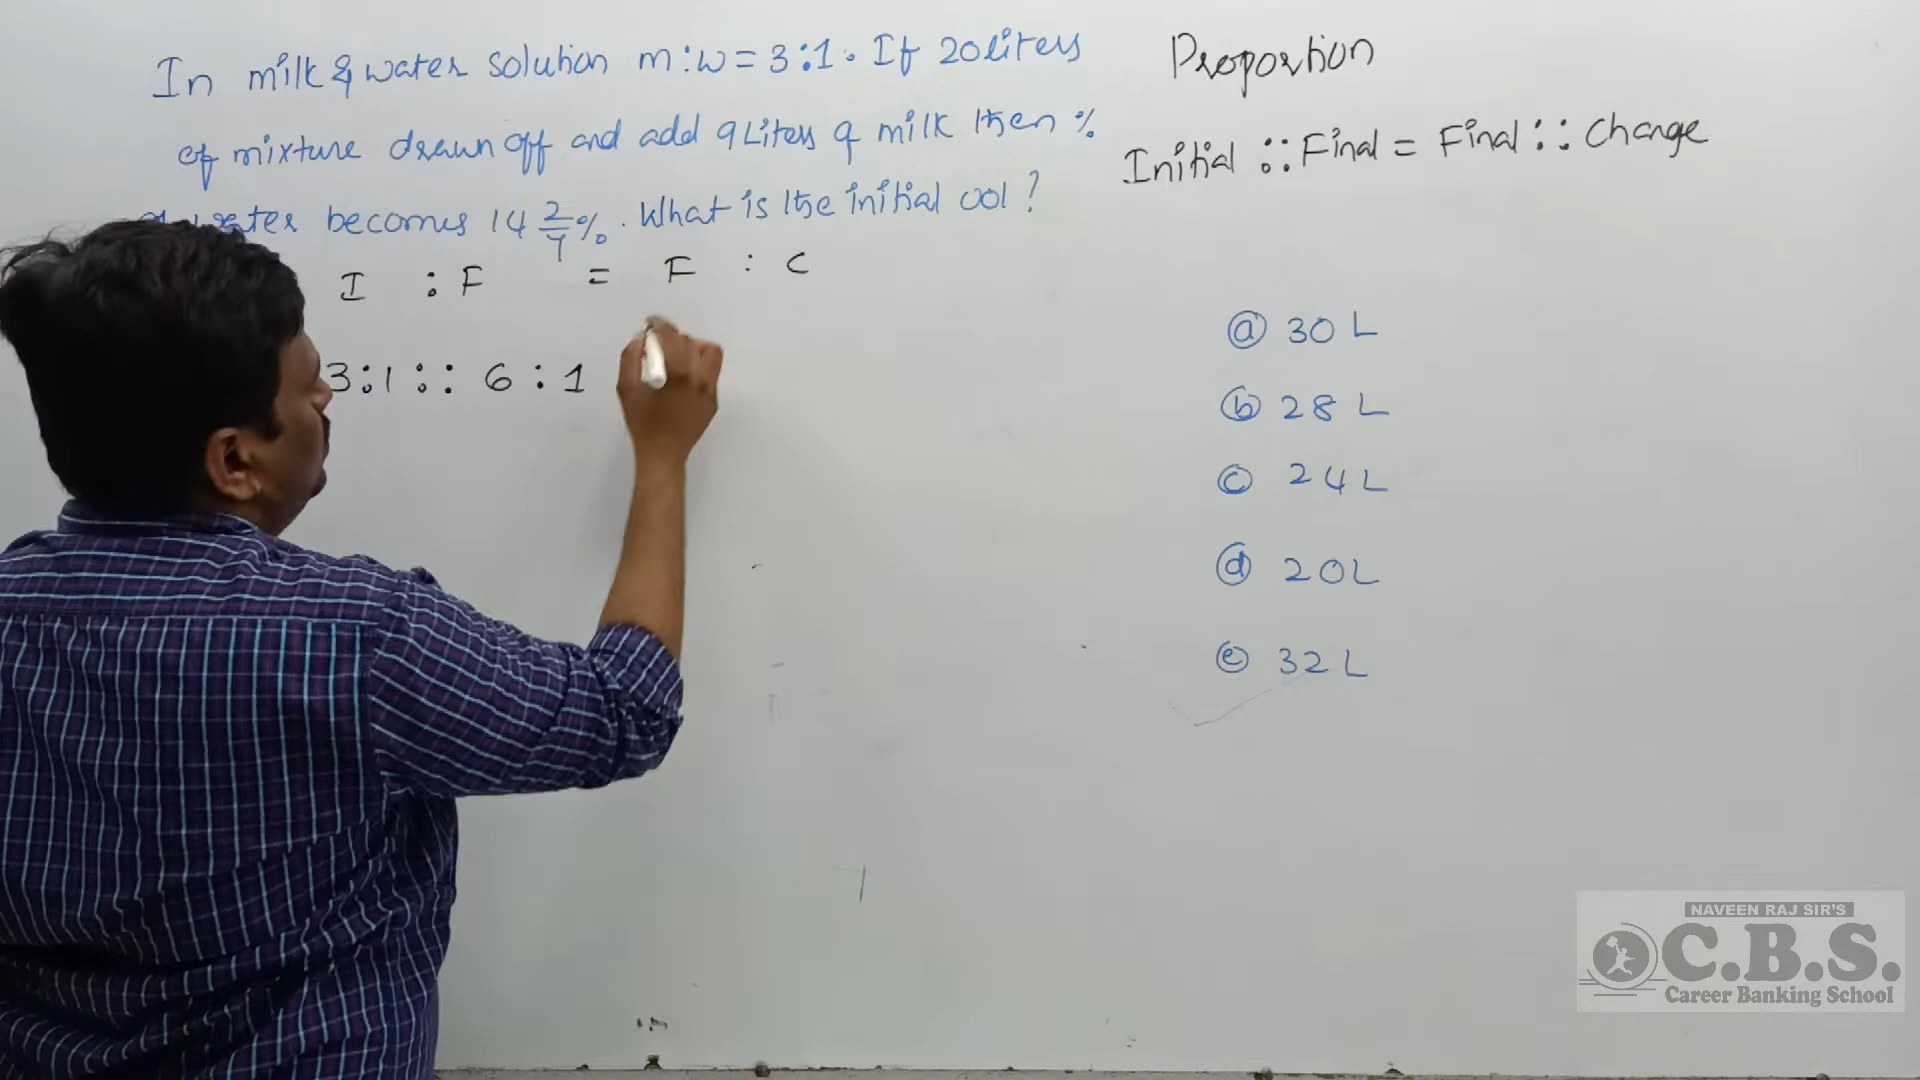 In milk & water solution m:w=3:1. If 20 liters
of mixture drawn off and add 9 Liters of milk then %
water becomes 14 2/7 %. What is the initial vol?
I : F = F : C
3:1 :: 6:1
Proportion
Initial :: Final = Final :: Change
ⓐ 30 L
ⓑ 28 L
ⓒ 24 L
ⓓ 20 L
ⓔ 32 L
NAVEEN RAJ SIR'S
C.B.S.
Career Banking School